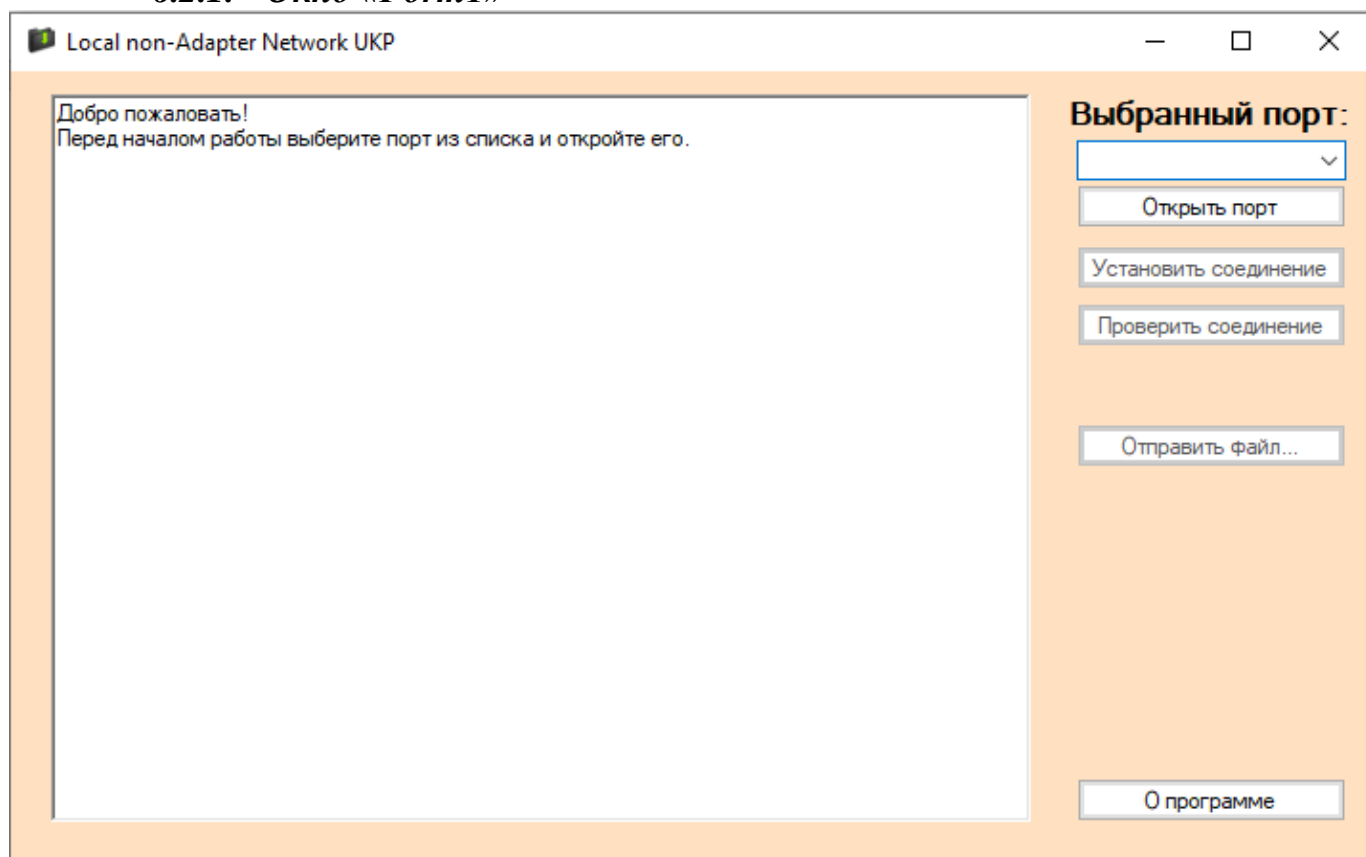 Local non-Adapter Network UKP
Добро пожаловать!
Перед началом работы выберите порт из списка и откройте его.
Выбранный порт:
Открыть порт
Установить соединение
Проверить соединение
Отправить файл...
О программе